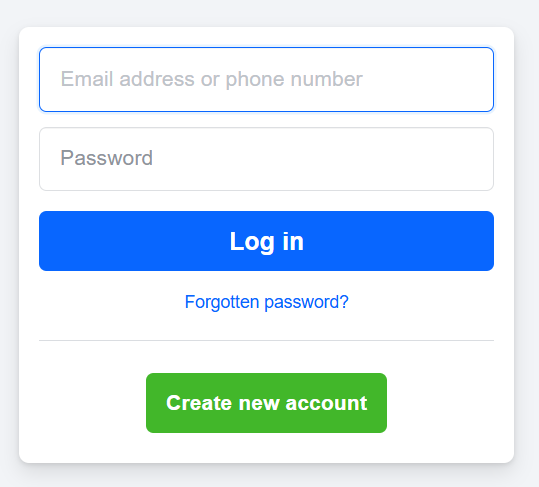 Email address or phone number
Password
Log in
Forgotten password?
Create new account